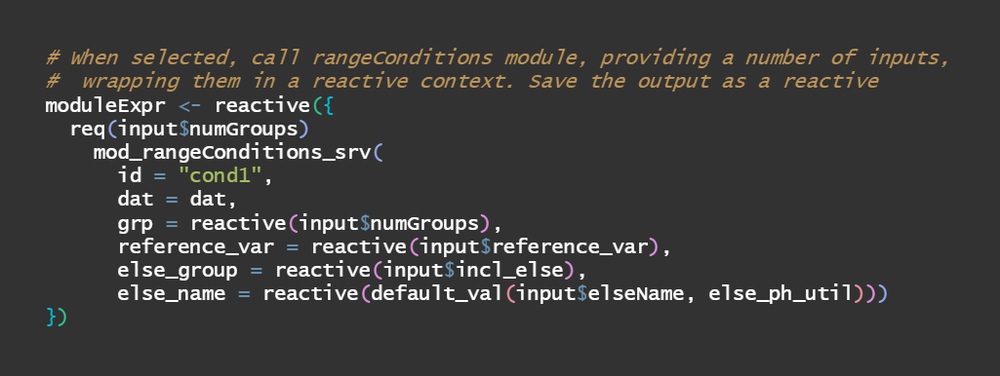 # When selected, call rangeConditions module, providing a number of inputs,
#  wrapping them in a reactive context. Save the output as a reactive
moduleExpr <- reactive({
  req(input$numGroups)
    mod_rangeConditions_srv(
      id = "cond1",
      dat = dat,
      grp = reactive(input$numGroups),
      reference_var = reactive(input$reference_var),
      else_group = reactive(input$incl_else),
      else_name = reactive(default_val(input$elseName, else_ph_util)))
})